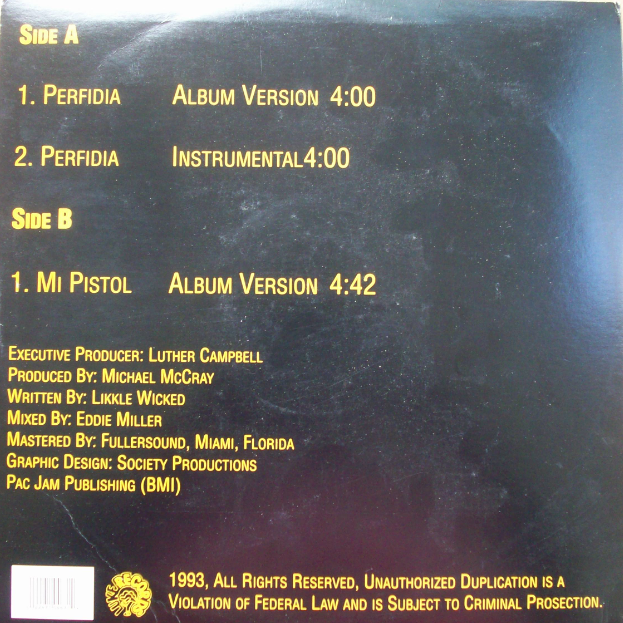 SIDE A
1. PERFIDIA ALBUM VERSION 4:00
2. PERFIDIA INSTRUMENTAL4:00
SIDE B
1. MI PISTOL ALBUM VERSION 4:42
EXECUTIVE PRODUCER: LUTHER CAMPBELL
PRODUCED BY: MICHAEL MCCRAY
WRITTEN BY: LIKKLE WICKED
MIXED BY: EDDIE MILLER
MASTERED BY: FULLERSOUND, MIAMI, FLORIDA
GRAPHIC DESIGN: SOCIETY PRODUCTIONS
PAC JAM PUBLISHING (BMI)
1993, ALL RIGHTS RESERVED, UNAUTHORIZED DUPLICATION IS A
VIOLATION OF FEDERAL LAW AND IS SUBJECT TO CRIMINAL PROSECTION.